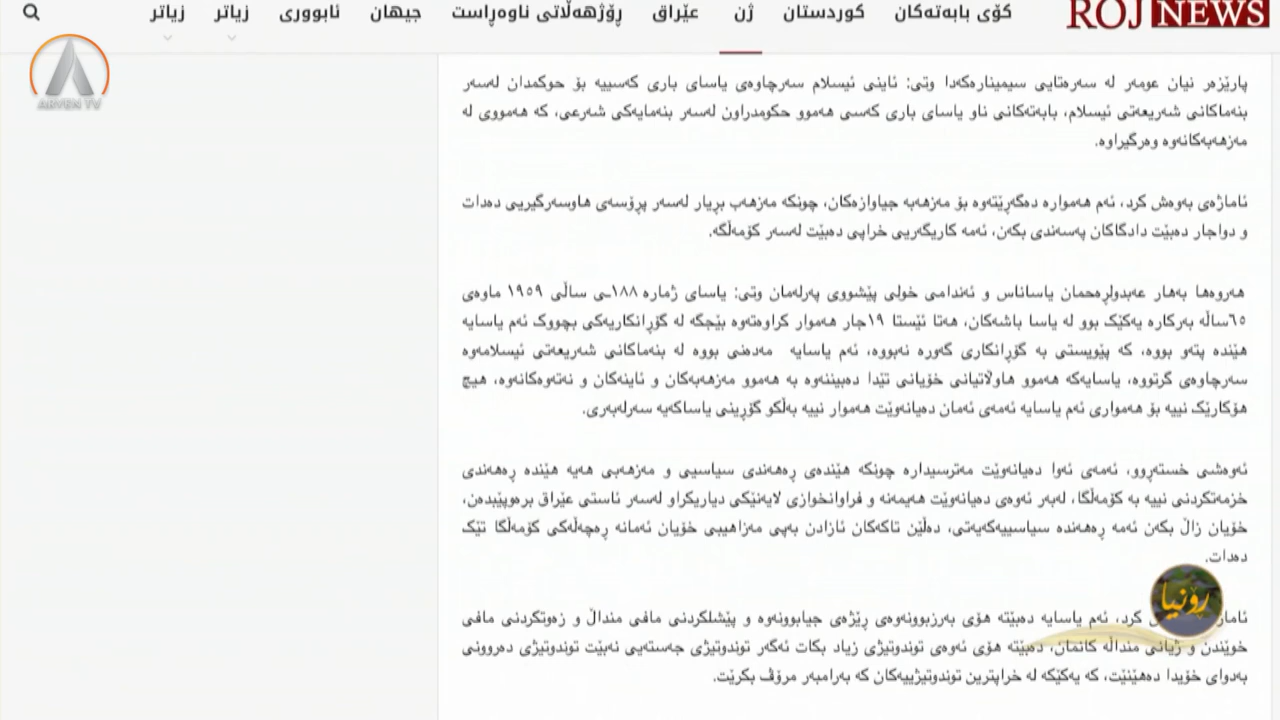 ROJ NEWS
کۆی بابەتەکان کوردستان ژن عێراق ڕۆژهەڵاتی ناوەڕاست جیهان ئابووری زیاتر زیاتر
ARVEN TV
پارێزەر نیان عومەر لە سەرەتایی سیمینارەکەدا وتی: ئاینی ئیسلام سەرچاوەی یاسای باری کەسییە بۆ حوکمدان لەسەر
بنەماکانی شەریعەتی ئیسلام، بابەتەکانی ناو یاسای باری کەسی هەموو حکومدراون لەسەر بنەمایەکی شەرعی، کە هەمووی لە
مەزهەبەکانەوە وەرگیراوە.
ئاماژەی بەوەش کرد، ئەم هەموارە دەگەڕێتەوە بۆ مەزهەبە جیاوازەکان، چونکە مەزهەب بڕیار لەسەر پرۆسەی هاوسەرگیریی دەدات
و دواجار دەبێت دادگاکان پەسەندی بکەن، ئەمە کاریگەریی خراپی دەبێت لەسەر کۆمەڵگە.
هەروەها بەهار عەبدولڕەحمان یاساناس و ئەندامی خولی پێشووی پەرلەمان وتی: یاسای ژمارە ١٨٨ـی ساڵی ١٩٥٩ ماوەی
٦٥ساڵە بەرکارە یەکێک بوو لە یاسا باشەکان، هەتا ئێستا ١٩جار هەموار کراوەتەوە بێجگە لە گۆڕانکاریەکی بچووک ئەم یاسایە
هێندە پتەو بووە، کە پێویستی بە گۆڕانکاری گەورە نەبووە، ئەم یاسایە مەدەنی بووە لە بنەماکانی شەریعەتی ئیسلامەوە
سەرچاوەی گرتووە، یاسایەکە هەموو هاوڵاتیانی خۆیانی تێدا دەبیننەوە بە هەموو مەزهەبەکان و ئاینەکان و نەتەوەکانەوە، هیچ
هۆکارێک نییە بۆ هەمواری ئەم یاسایە ئەمەی ئەمان دەیانەوێت هەموار نییە بەڵکو گۆڕینی یاساکەیە سەرلەبەری.
ئەوەشی خستەڕوو، ئەمەی ئەوا دەیانەوێت مەترسیدارە چونکە هێندەی ڕەهەندی سیاسیی و مەزهەبی هەیە هێندە ڕەهەندی
خزمەتکردنی نییە بە کۆمەڵگا، لەبەر ئەوەی دەیانەوێت هەیمەنە و فراوانخوازی لایەنێکی دیاریکراو لەسەر ئاستی عێراق برەوپێبدەن،
خۆیان زاڵ بکەن ئەمە ڕەهەندە سیاسییەکەیەتی، دەڵێن تاکەکان ئازادن بەپی مەزاهیبی خۆیان ئەمانە ڕەچەڵەکی کۆمەڵگا تێک
دەدات.
کرد، ئەم یاسایە دەبێتە هۆی بەرزبوونەوەی ڕێژەی جیابوونەوە و پێشلکردنی مافی منداڵ و زەوتکردنی مافی
خوێندن و ژیانی منداڵە کانمان، دەبێتە هۆی ئەوەی توندوتیژی زیاد بکات ئەگەر توندوتیژی جەستەیی نەبێت توندوتیژی دەروونی
بەدوای خۆیدا دەهێنێت، کە یەکێکە لە خراپترین توندوتیژییەکان کە بەرامبەر مرۆڤ بکرێت.
رۆنیا